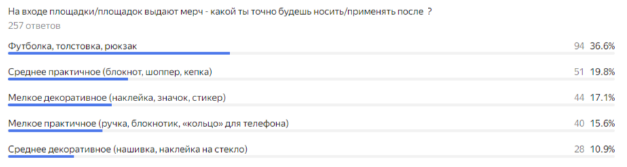 На входе площадки/площадок выдают мерч - какой ты точно будешь носить/применять после ?
257 ответов
Футболка, толстовка, рюкзак 94 36.6%
Среднее практичное (блокнот, шоппер, кепка) 51 19.8%
Мелкое декоративное (наклейка, значок, стикер) 44 17.1%
Мелкое практичное (ручка, блокнотик, «кольцо» для телефона) 40 15.6%
Среднее декоративное (нашивка, наклейка на стекло) 28 10.9%